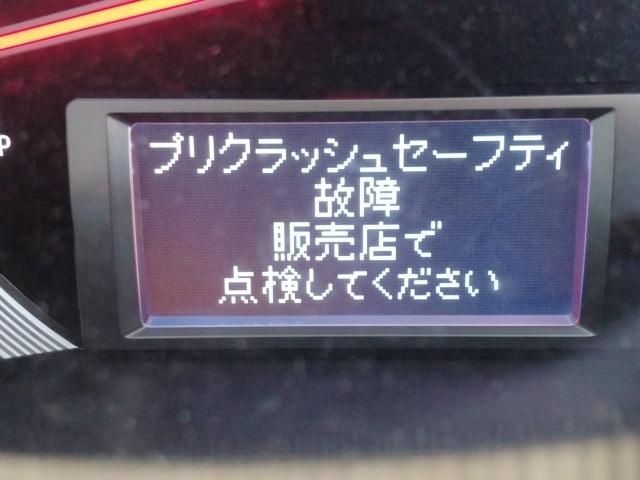 プリクラッシュセーフティ
故障
販売店で
点検してください
P